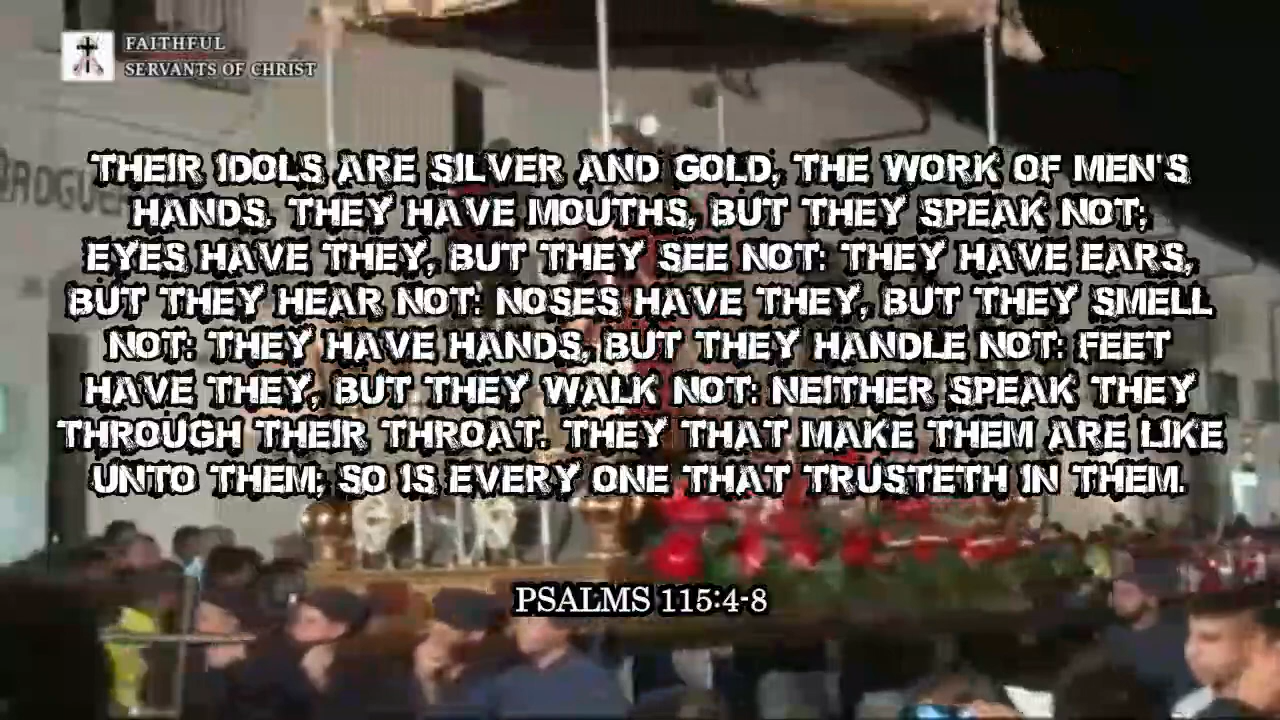 FAITHFUL
SERVANTS OF CHRIST
THEIR IDOLS ARE SILVER AND GOLD, THE WORK OF MEN'S
HANDS. THEY HAVE MOUTHS, BUT THEY SPEAK NOT;
EYES HAVE THEY, BUT THEY SEE NOT: THEY HAVE EARS,
BUT THEY HEAR NOT: NOSES HAVE THEY, BUT THEY SMELL
NOT: THEY HAVE HANDS, BUT THEY HANDLE NOT: FEET
HAVE THEY, BUT THEY WALK NOT: NEITHER SPEAK THEY
THROUGH THEIR THROAT. THEY THAT MAKE THEM ARE LIKE
UNTO THEM; SO IS EVERY ONE THAT TRUSTETH IN THEM.
PSALMS 115:4-8